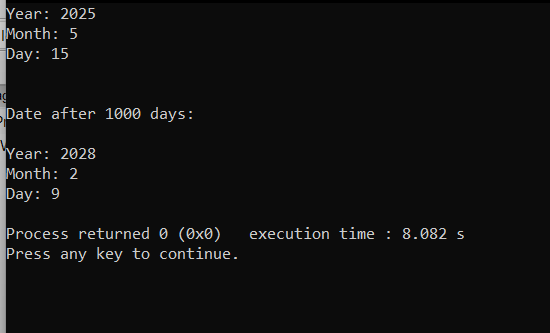 Year: 2025
Month: 5
Day: 15
Date after 1000 days:
Year: 2028
Month: 2
Day: 9
Process returned 0 (0x0)   execution time : 8.082 s
Press any key to continue.